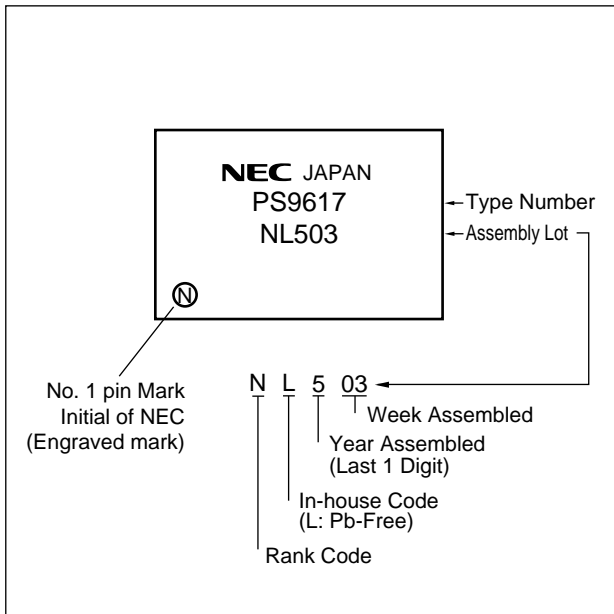 NEC JAPAN
PS9617
NL503
Type Number
Assembly Lot
N
No. 1 pin Mark
Initial of NEC
(Engraved mark)
N L 5 03
Week Assembled
Year Assembled
(Last 1 Digit)
In-house Code
(L: Pb-Free)
Rank Code